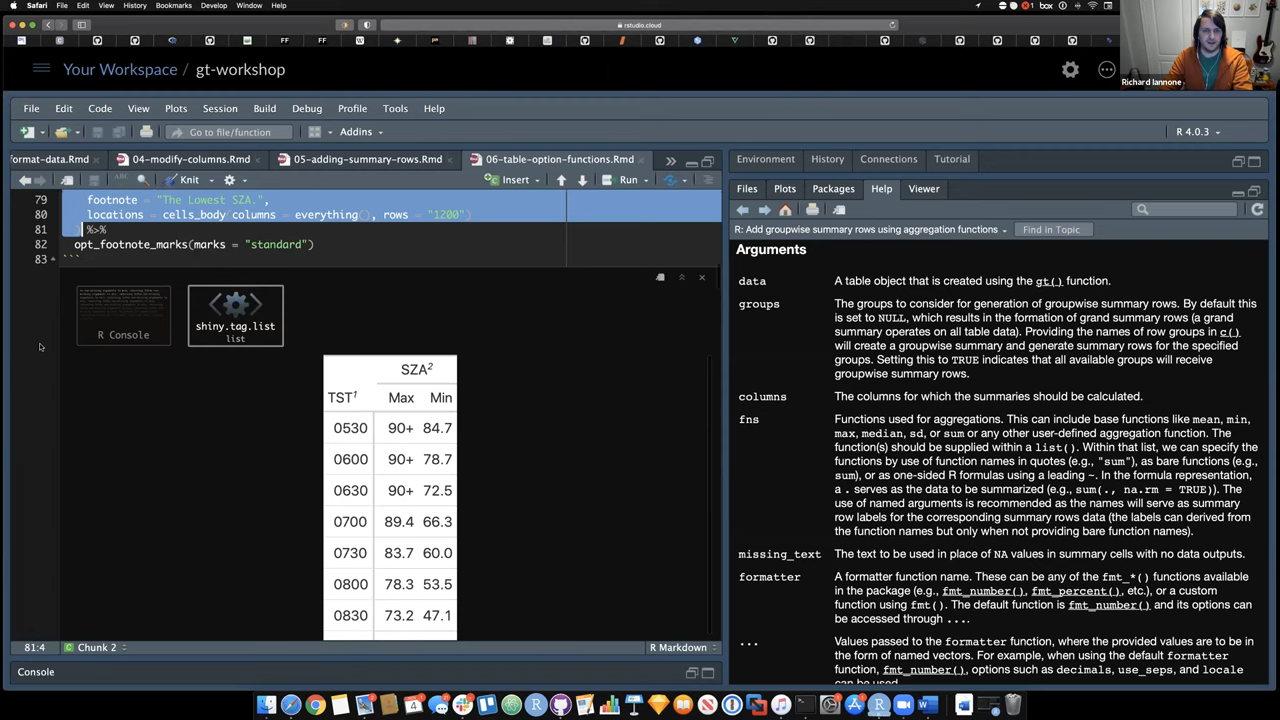 Safari File Edit View History Bookmarks Develop Window Help
rstudio.cloud
Richard Iannone
Your Workspace / gt-workshop
File Edit Code View Plots Session Build Debug Profile Tools Help
Go to file/function
Addins
R 4.0.3
format-data.Rmd
04-modify-columns.Rmd
05-adding-summary-rows.Rmd
06-table-option-functions.Rmd
Knit
Insert
Run
79 footnote = "The Lowest SZA.",
80 locations = cells_body(columns = everything(), rows = "1200")
81 ) %>%
82 opt_footnote_marks(marks = "standard")
83 ```
R Console
shiny.tag.list
list
SZA2
TST1 Max Min
0530 90+ 84.7
0600 90+ 78.7
0630 90+ 72.5
0700 89.4 66.3
0730 83.7 60.0
0800 78.3 53.5
0830 73.2 47.1
81:4 Chunk 2 R Markdown
Console
Environment History Connections Tutorial
Files Plots Packages Help Viewer
R: Add groupwise summary rows using aggregation functions
Find in Topic
Arguments
data A table object that is created using the gt() function.
groups The groups to consider for generation of groupwise summary rows. By default this
is set to NULL, which results in the formation of grand summary rows (a grand
summary operates on all table data). Providing the names of row groups in c()
will create a groupwise summary and generate summary rows for the specified
groups. Setting this to TRUE indicates that all available groups will receive
groupwise summary rows.
columns The columns for which the summaries should be calculated.
fns Functions used for aggregations. This can include base functions like mean, min,
max, median, sd, or sum or any other user-defined aggregation function. The
function(s) should be supplied within a list(). Within that list, we can specify the
functions by use of function names in quotes (e.g., "sum"), as bare functions (e.g.,
sum), or as one-sided R formulas using a leading ~. In the formula representation,
a . serves as the data to be summarized (e.g., sum(., na.rm = TRUE)). The
use of named arguments is recommended as the names will serve as summary
row labels for the corresponding summary rows data (the labels can derived from
the function names but only when not providing bare function names).
missing_text The text to be used in place of NA values in summary cells with no data outputs.
formatter A formatter function name. These can be any of the fmt_*() functions available
in the package (e.g., fmt_number(), fmt_percent(), etc.), or a custom
function using fmt(). The default function is fmt_number() and its options can
be accessed through ....
... Values passed to the formatter function, where the provided values are to be in
the form of named vectors. For example, when using the default formatter
function, fmt_number(), options such as decimals, use_seps, and locale
can be used.